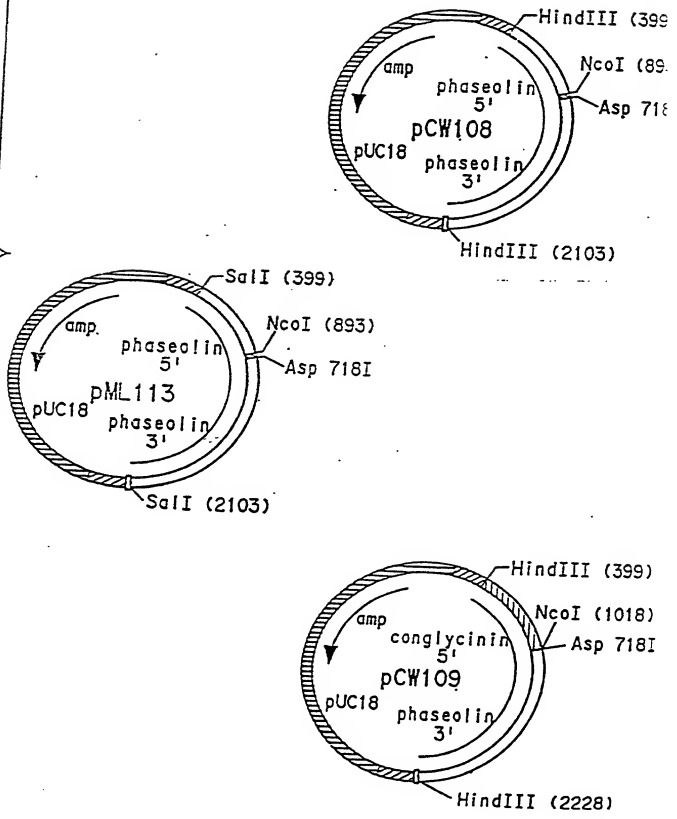 HindIII (399
NcoI (89
Asp 718
amp
phaseolin
5'
pCW108
pUC18
phaseolin
3'
HindIII (2103)
SalI (399)
NcoI (893)
Asp 718I
amp.
phaseolin
5'
pML113
pUC18
phaseolin
3'
SalI (2103)
HindIII (399)
NcoI (1018)
Asp 718I
amp
conglycinin
5'
pCW109
pUC18
phaseolin
3'
HindIII (2228)